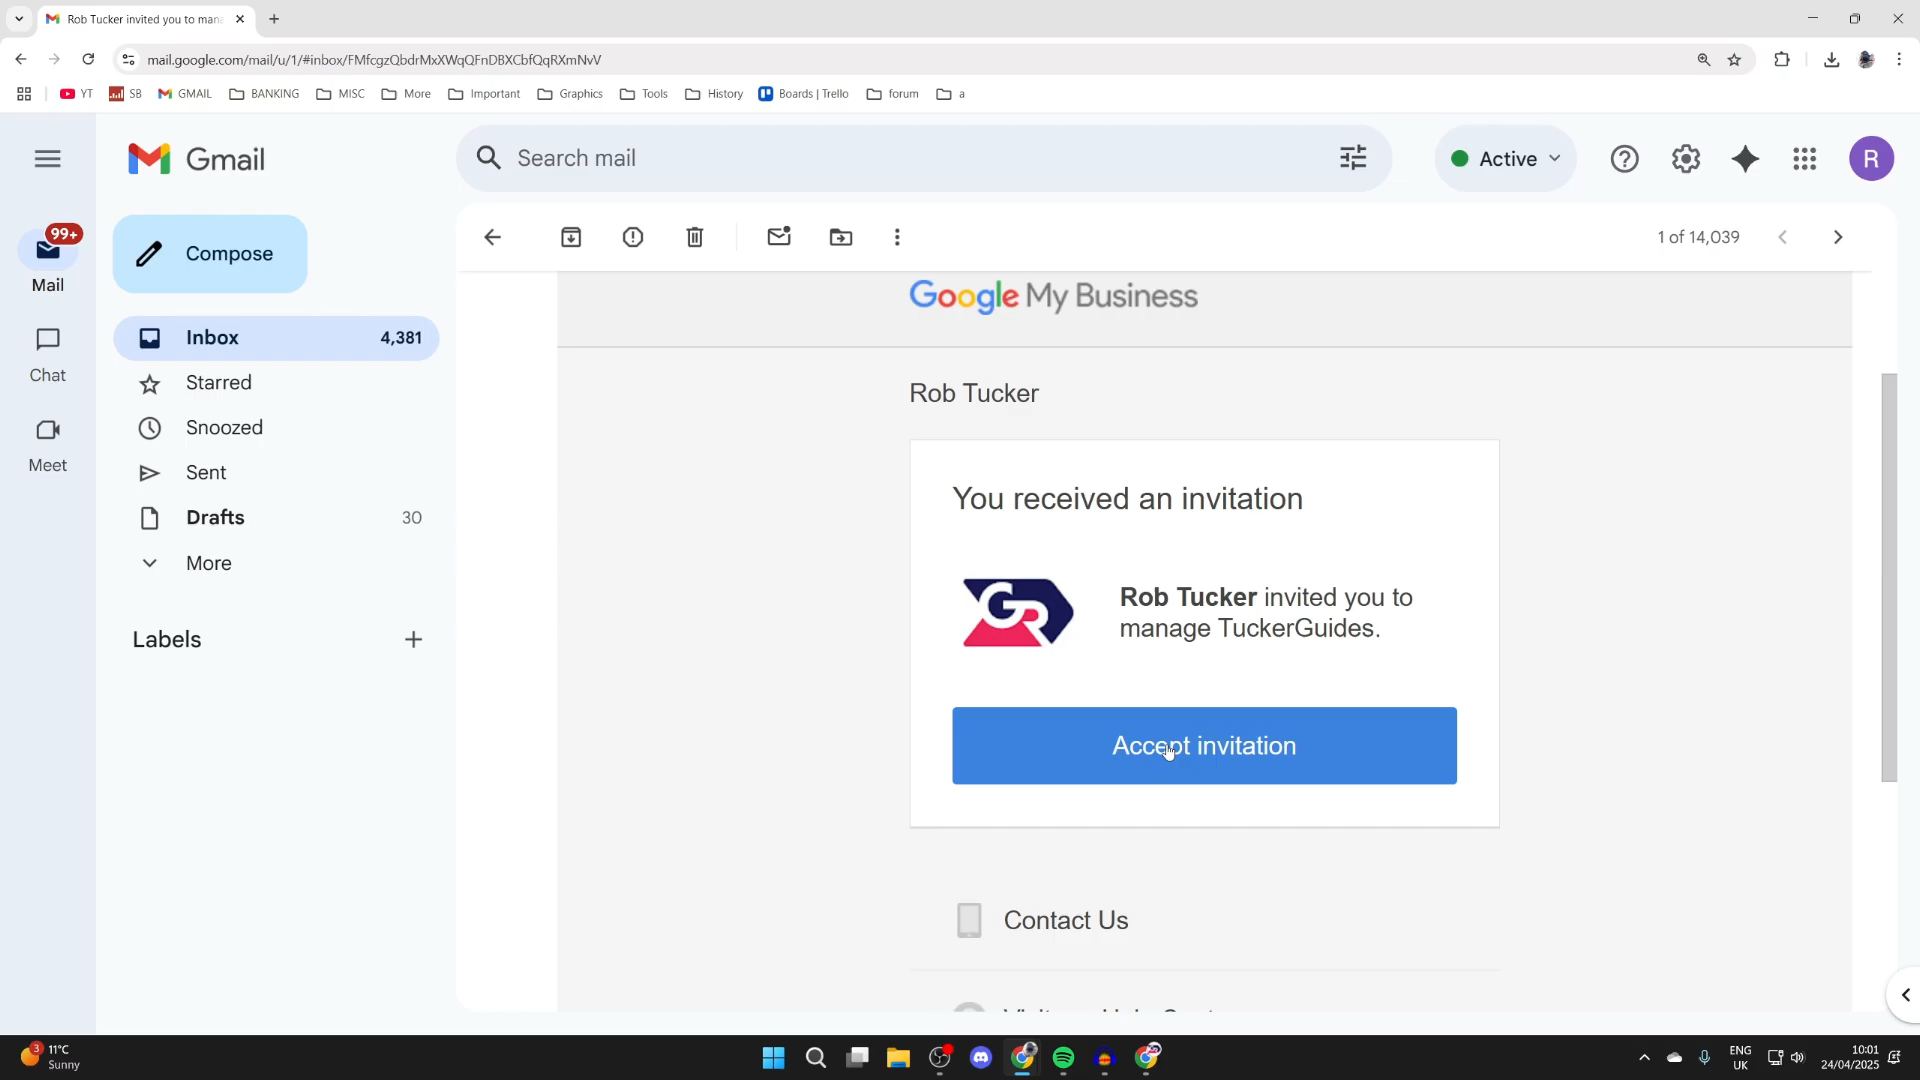 Rob Tucker invited you to mana
mail.google.com/mail/u/1/#inbox/FMfcgzQbdrMxXWqQFnDBXCbfQqRXmNvV
YT
SB
GMAIL
BANKING
MISC
More
Important
Graphics
Tools
History
Boards | Trello
forum
a
Gmail
Search mail
Active
R
99+
Mail
Compose
1 of 14,039
Google My Business
Inbox 4,381
Chat
Starred
Rob Tucker
Snoozed
Meet
Sent
You received an invitation
Drafts 30
More
Rob Tucker invited you to
manage TuckerGuides.
GR
Labels
Accept invitation
Contact Us
3
11°C
Sunny
ENG
UK
10:01
24/04/2025